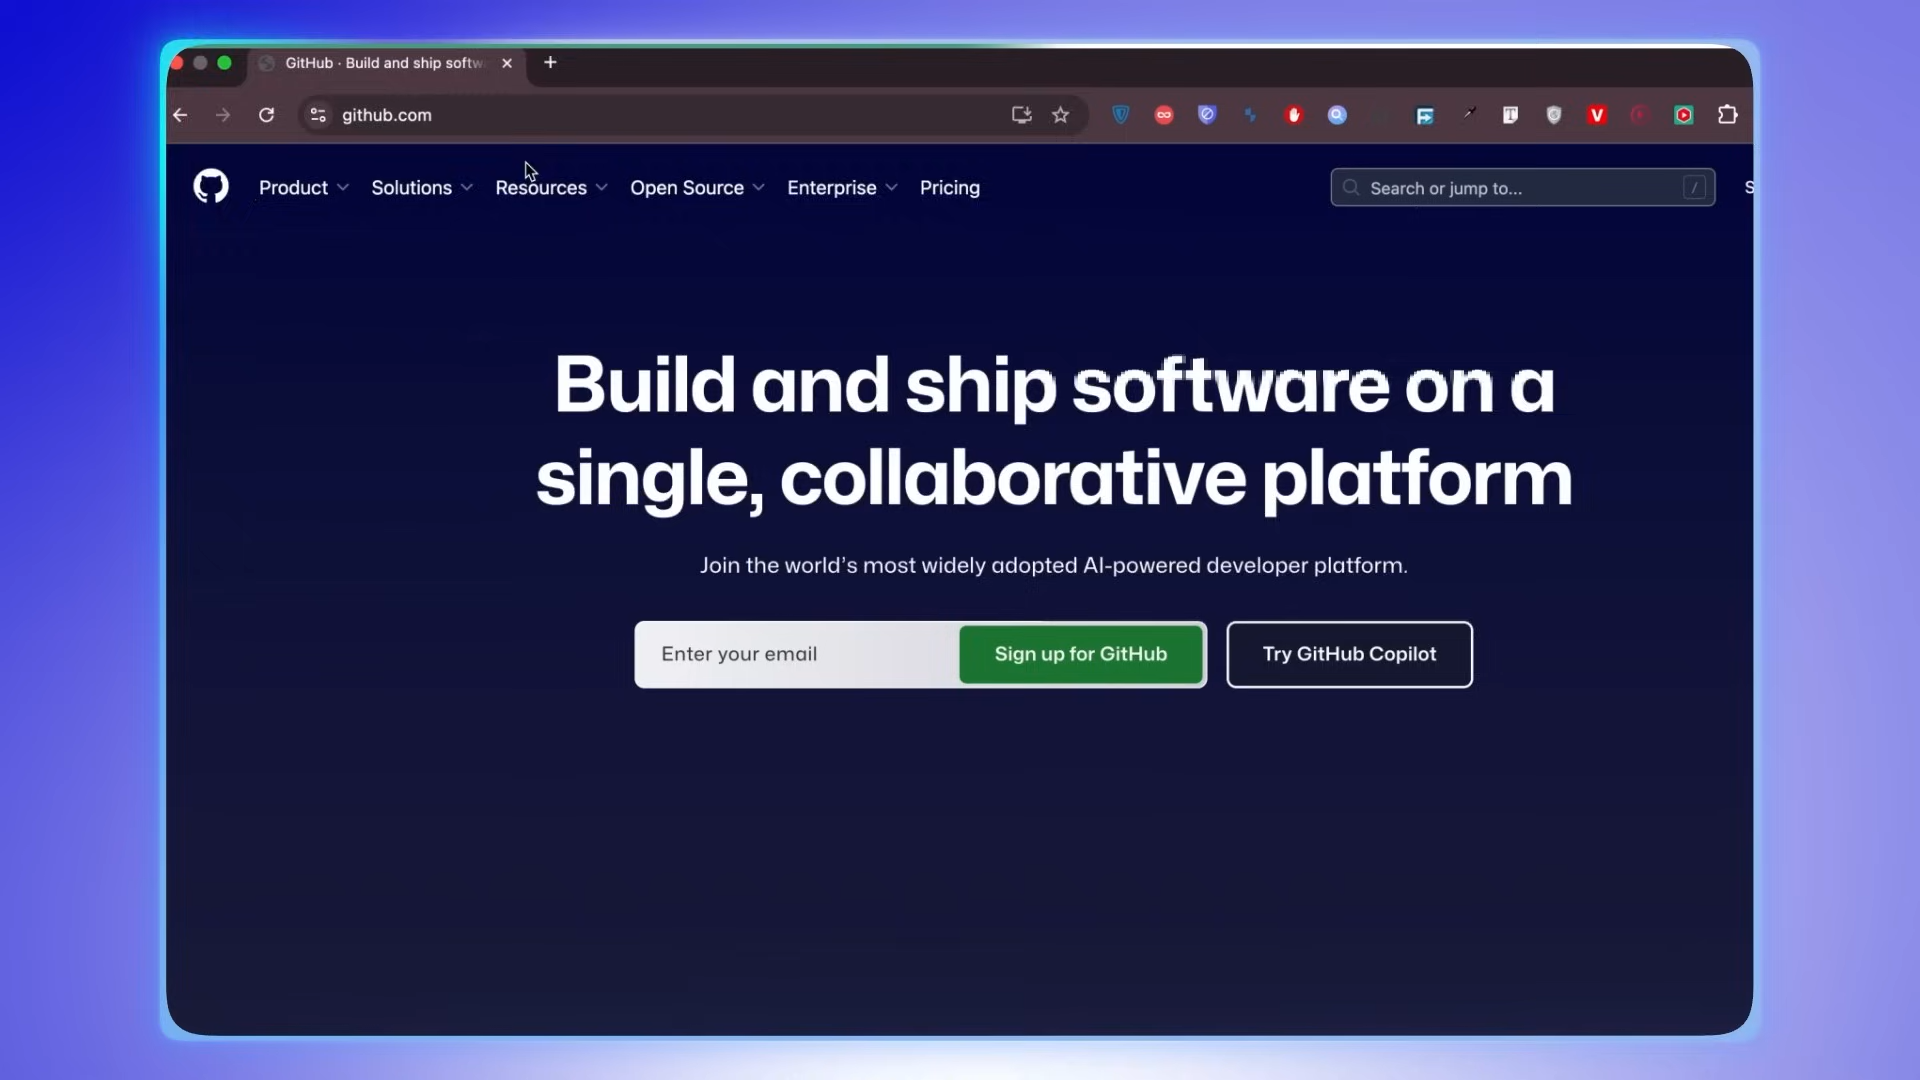 GitHub · Build and ship softw
github.com
Product
Solutions
Resources
Open Source
Enterprise
Pricing
Search or jump to...
/
S
Build and ship software on a
single, collaborative platform
Join the world’s most widely adopted AI-powered developer platform.
Enter your email
Sign up for GitHub
Try GitHub Copilot